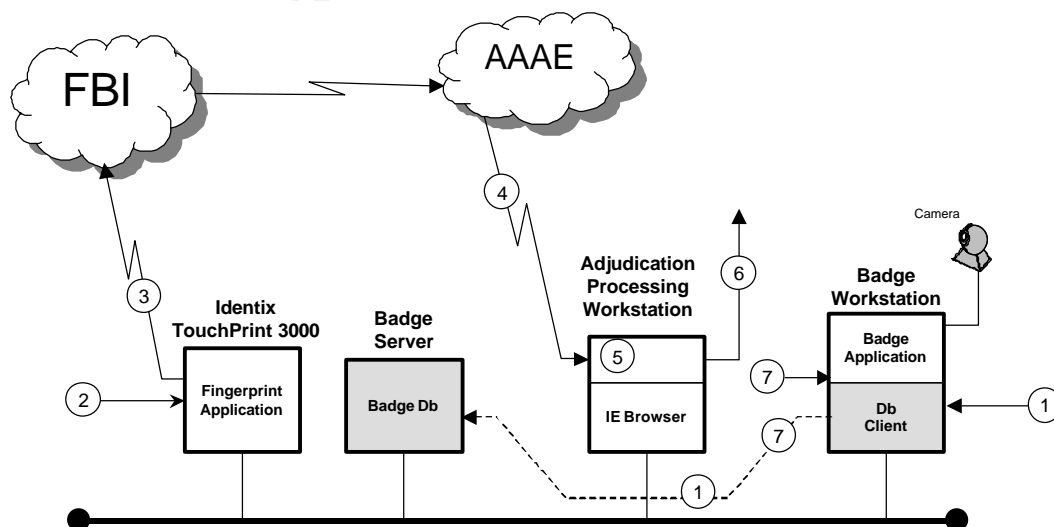 FBI
AAAE
4
Camera
3
6
Adjudication
Processing
Workstation
Badge
Workstation
Identix
TouchPrint 3000
Badge
Server
5
Badge
Application
7
Fingerprint
Application
2
Badge Db
IE Browser
Db
Client
1
7
1